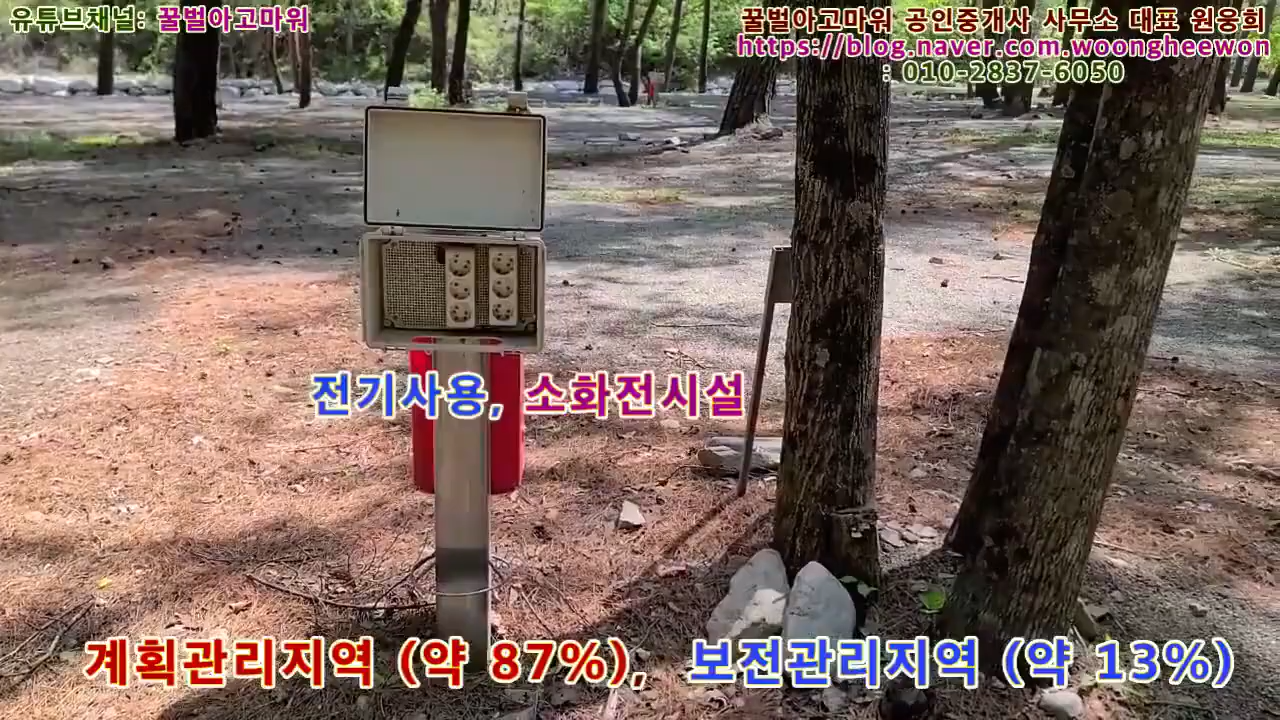 유튜브채널: 꿀벌아고마워
꿀벌아고마워 공인중개사 사무소 대표 원웅희
https://blog.naver.com.woongheewon
: 010-2837-6050
전기사용, 소화전시설
계획관리지역 (약 87%), 보전관리지역 (약 13%)